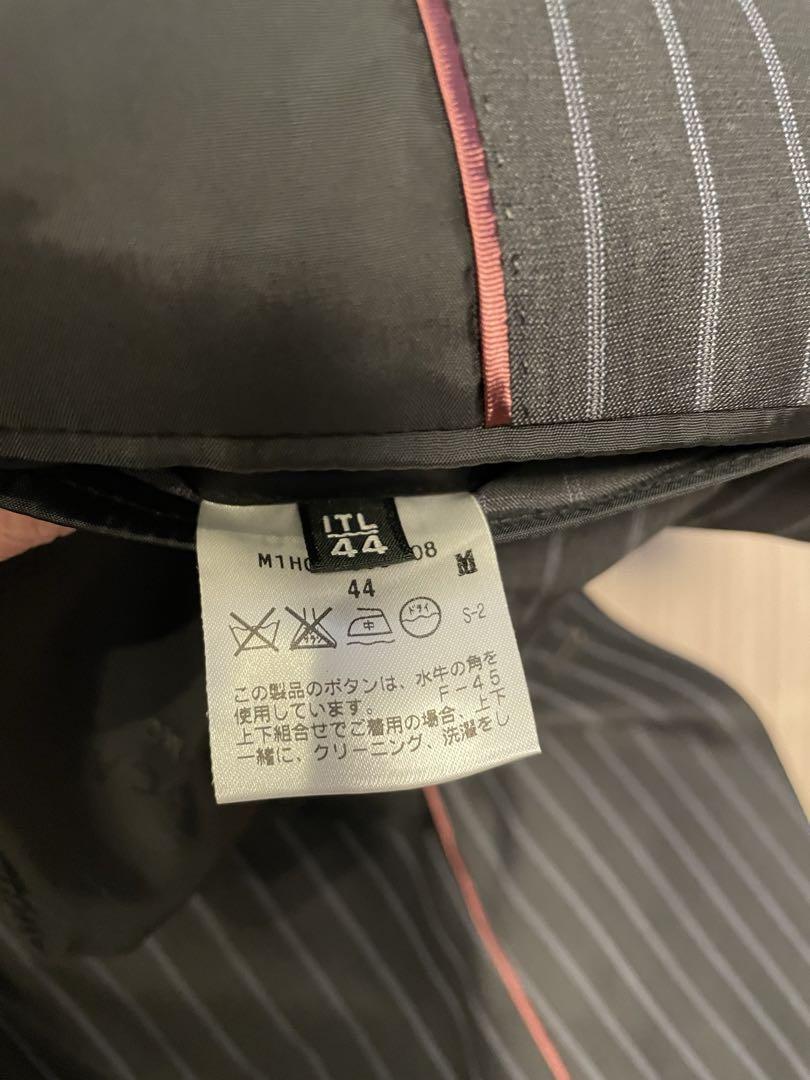 ITL
44
M1H 08 M
44
中 ドライ S-2
この製品のボタンは、水牛の角を
使用しています。 F-45
上下組合せでご着用の場合、上下
一緒に、クリーニング、洗濯をし